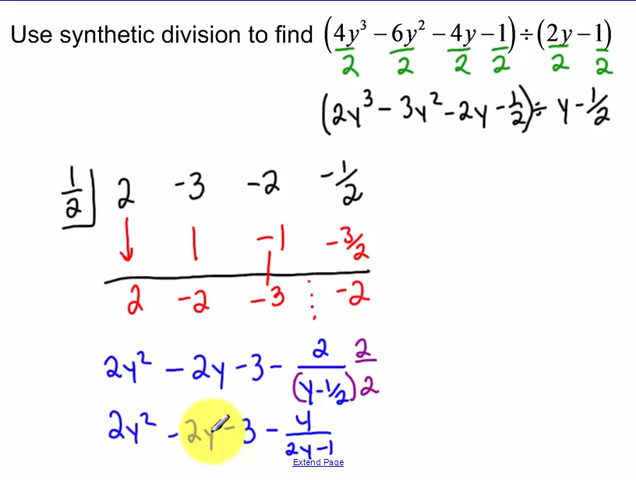 Use synthetic division to find (4y³ − 6y² − 4y − 1) ÷ (2y − 1)
2 2 2 2 2 2
(2y³ − 3y² − 2y − 1/2) ÷ y − 1/2
1/2 2 -3 -2 -1/2
↓ 1 -1 -3/2
2 -2 -3 -2
2y² − 2y − 3 − 2/(y − 1/2) 2/2
2y² − 2y − 3 − 4/(2y − 1)
Extend Page